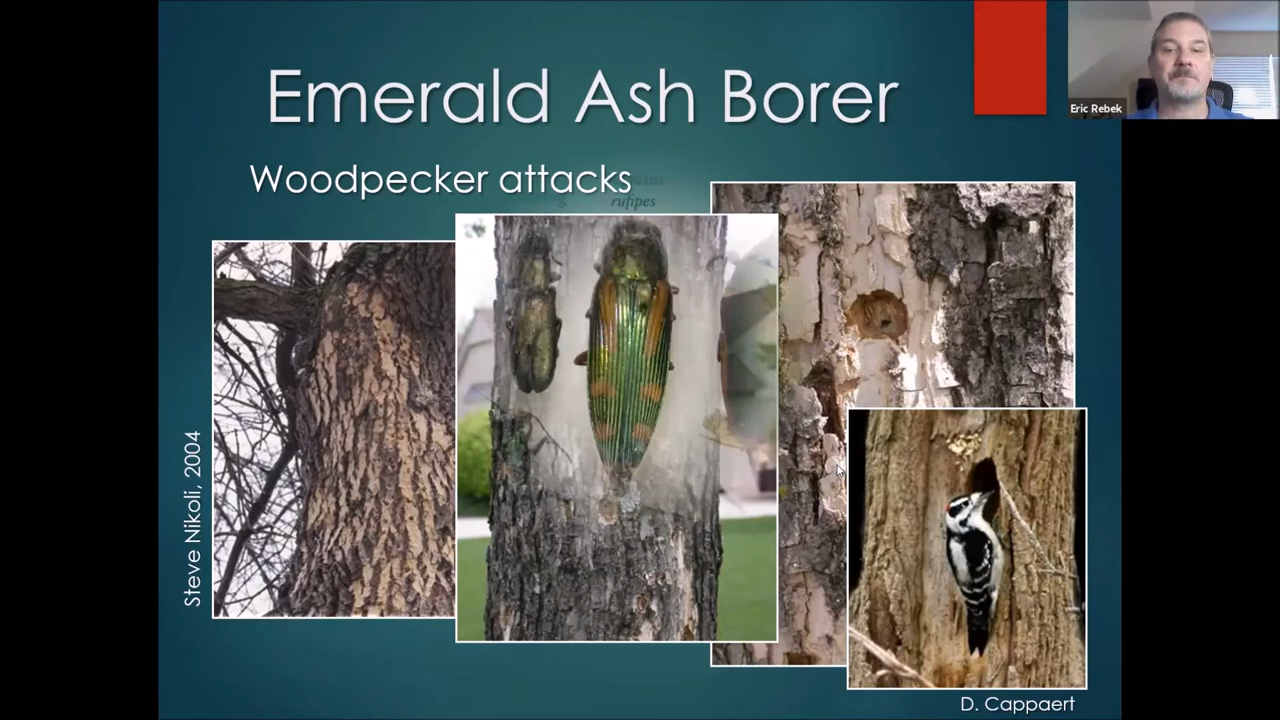 Emerald Ash Borer
Eric Rebek
Woodpecker attacks
rufipes
Steve Nikoli, 2004
D. Cappaert